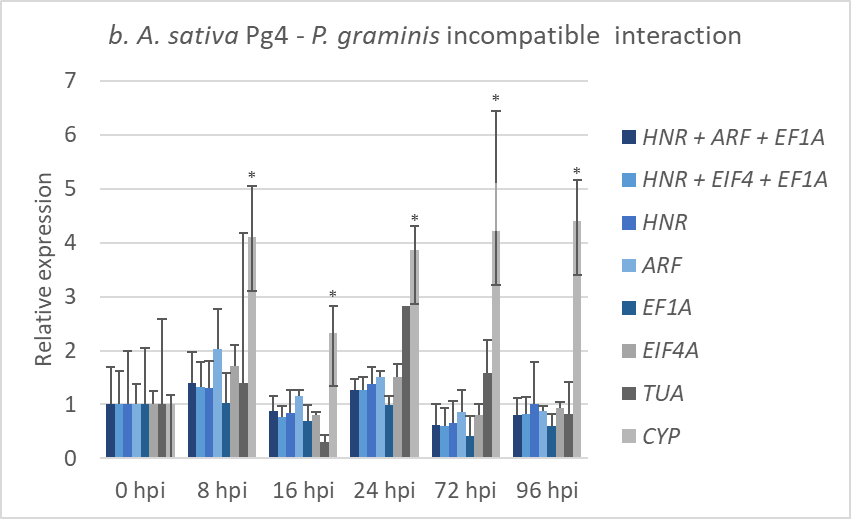 b. A. sativa Pg4 - P. graminis incompatible interaction
Relative expression
7
6
5
4
3
2
1
0
*
*
*
*
*
0 hpi 8 hpi 16 hpi 24 hpi 72 hpi 96 hpi
HNR + ARF + EF1A
HNR + EIF4 + EF1A
HNR
ARF
EF1A
EIF4A
TUA
CYP